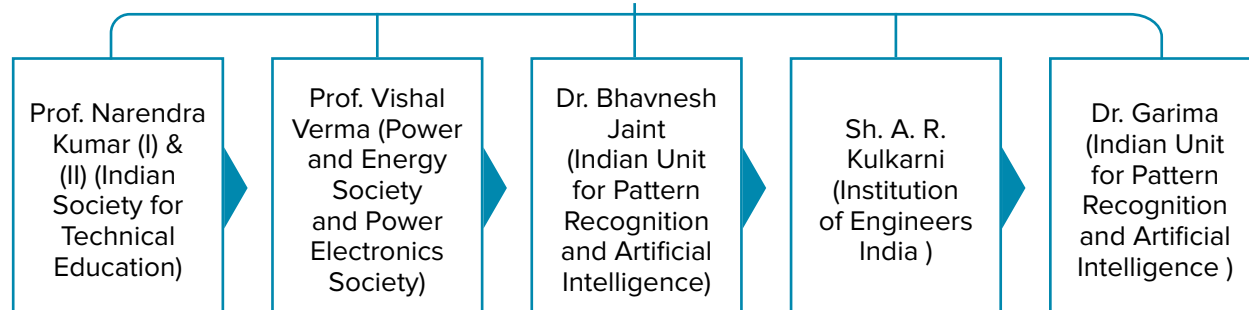 Prof. Narendra
Kumar (I) &
(II) (Indian
Society for
Technical
Education)
Prof. Vishal
Verma (Power
and Energy
Society
and Power
Electronics
Society)
Dr. Bhavnesh
Jaint
(Indian Unit
for Pattern
Recognition
and Artificial
Intelligence)
Sh. A. R.
Kulkarni
(Institution
of Engineers
India )
Dr. Garima
(Indian Unit
for Pattern
Recognition
and Artificial
Intelligence )